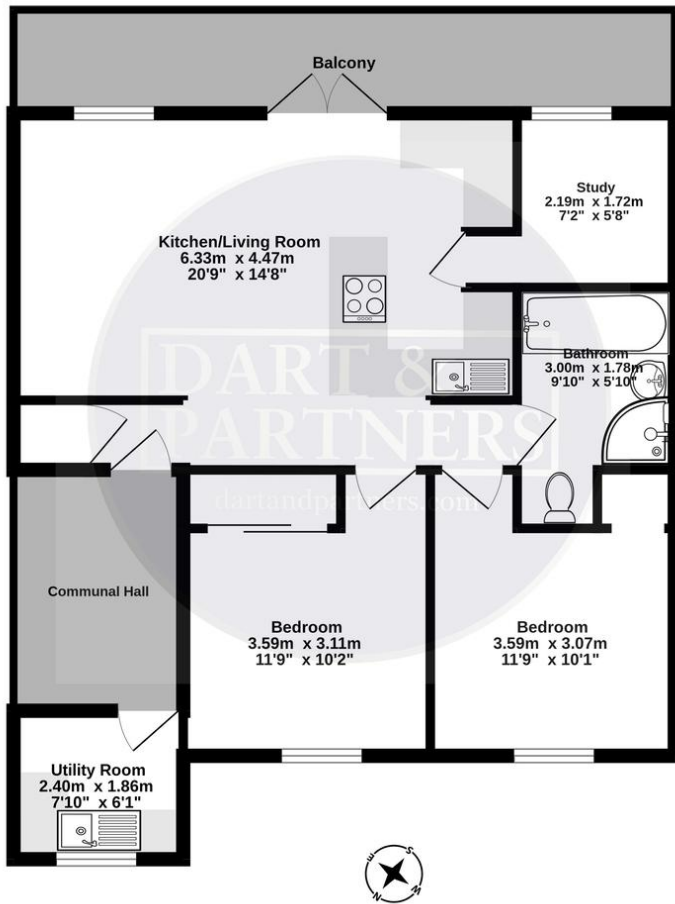 Balcony
Kitchen/Living Room
6.33m x 4.47m
20'9" x 14'8"
Study
2.19m x 1.72m
7'2" x 5'8"
Bathroom
3.00m x 1.78m
9'10" x 5'10"
DART &
PARTNERS
dartandpartners.com
Communal Hall
Bedroom
3.59m x 3.11m
11'9" x 10'2"
Bedroom
3.59m x 3.07m
11'9" x 10'1"
Utility Room
2.40m x 1.86m
7'10" x 6'1"
E
S
N
W